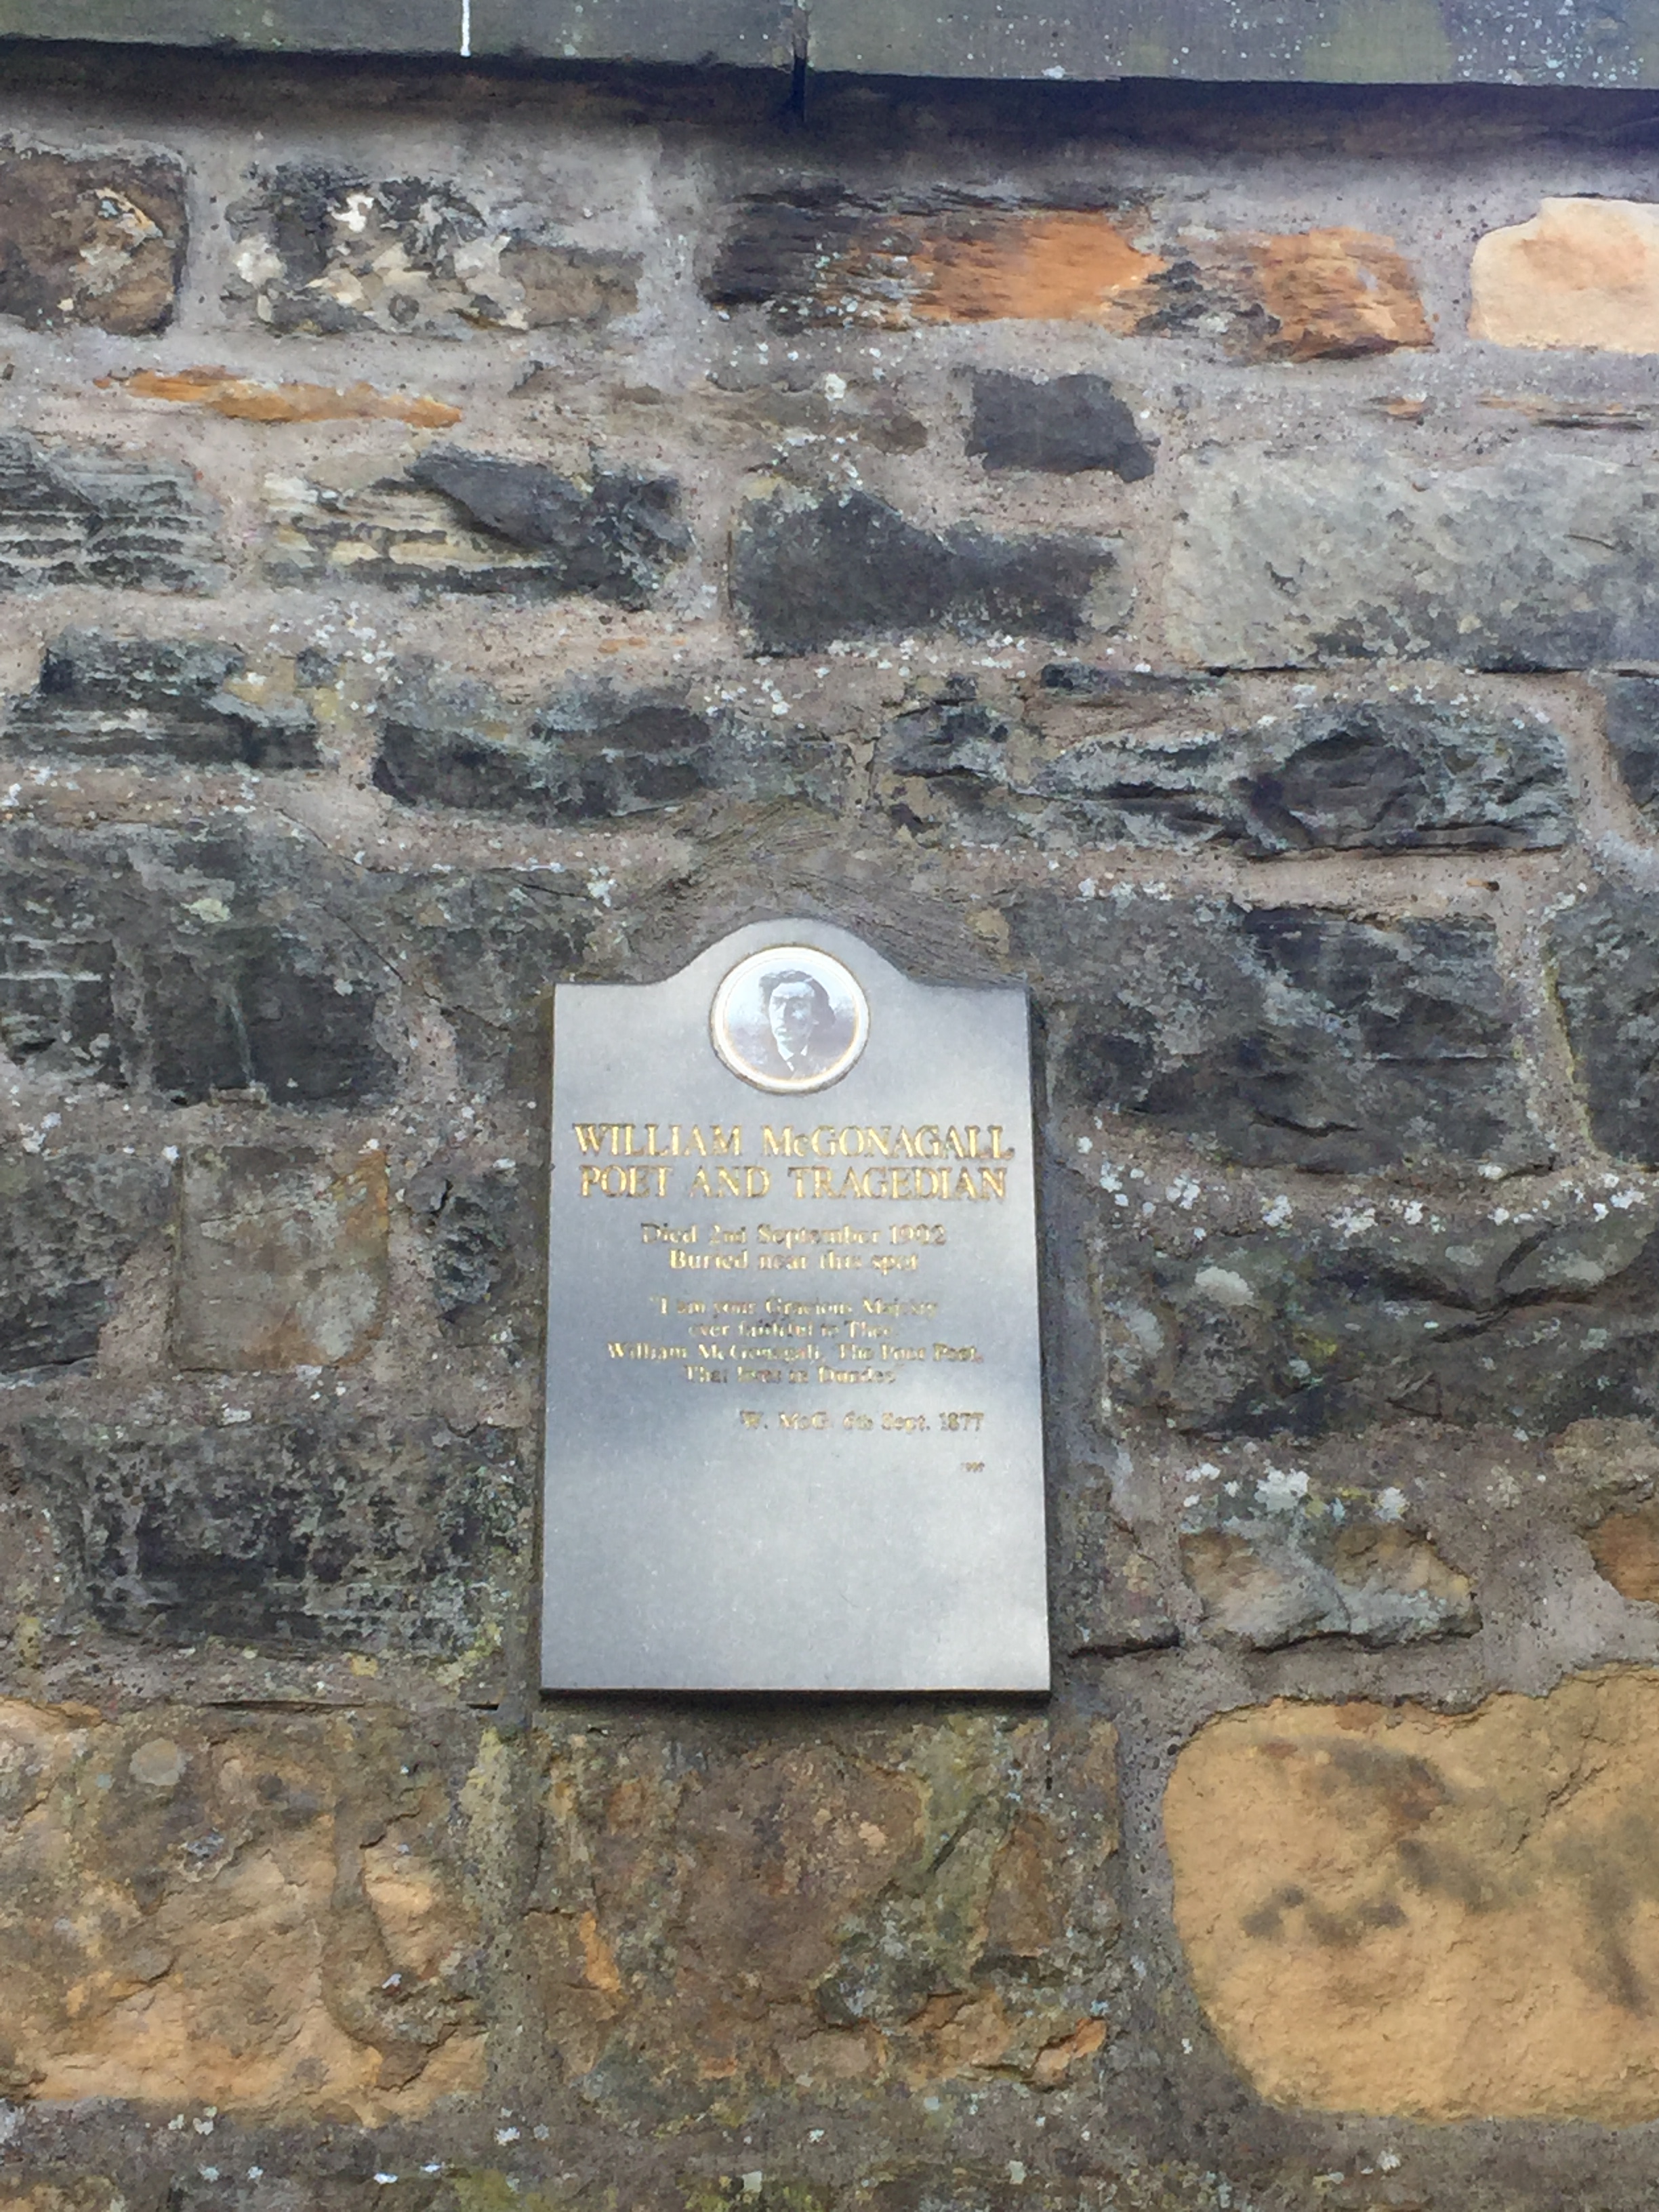 WILLIAM McGONAGALL
POET AND TRAGEDIAN
Died 2nd September 1902
Buried near this spot
"I am your Gracious Majesty
ever faithful to Thee,
William McGonagall, The Poor Poet,
That lives in Dundee"
W. McG. 6th Sept. 1877